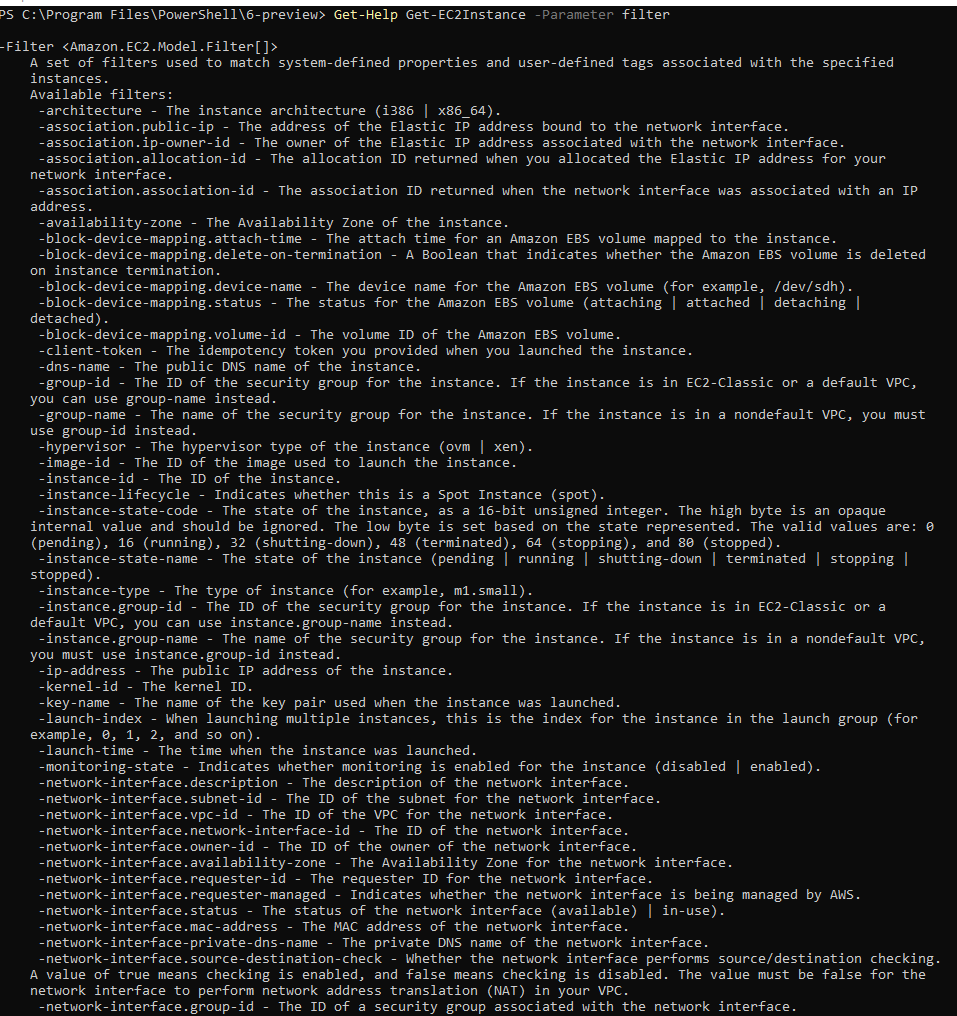 PS C:\Program Files\PowerShell\6-preview> Get-Help Get-EC2Instance -Parameter filter
-Filter <Amazon.EC2.Model.Filter[]>
A set of filters used to match system-defined properties and user-defined tags associated with the specified
instances.
Available filters:
-architecture - The instance architecture (i386 | x86_64).
-association.public-ip - The address of the Elastic IP address bound to the network interface.
-association.ip-owner-id - The owner of the Elastic IP address associated with the network interface.
-association.allocation-id - The allocation ID returned when you allocated the Elastic IP address for your
network interface.
-association.association-id - The association ID returned when the network interface was associated with an IP
address.
-availability-zone - The Availability Zone of the instance.
-block-device-mapping.attach-time - The attach time for an Amazon EBS volume mapped to the instance.
-block-device-mapping.delete-on-termination - A Boolean that indicates whether the Amazon EBS volume is deleted
on instance termination.
-block-device-mapping.device-name - The device name for the Amazon EBS volume (for example, /dev/sdh).
-block-device-mapping.status - The status for the Amazon EBS volume (attaching | attached | detaching |
detached).
-block-device-mapping.volume-id - The volume ID of the Amazon EBS volume.
-client-token - The idempotency token you provided when you launched the instance.
-dns-name - The public DNS name of the instance.
-group-id - The ID of the security group for the instance. If the instance is in EC2-Classic or a default VPC,
you can use group-name instead.
-group-name - The name of the security group for the instance. If the instance is in a nondefault VPC, you must
use group-id instead.
-hypervisor - The hypervisor type of the instance (ovm | xen).
-image-id - The ID of the image used to launch the instance.
-instance-id - The ID of the instance.
-instance-lifecycle - Indicates whether this is a Spot Instance (spot).
-instance-state-code - The state of the instance, as a 16-bit unsigned integer. The high byte is an opaque
internal value and should be ignored. The low byte is set based on the state represented. The valid values are: 0
(pending), 16 (running), 32 (shutting-down), 48 (terminated), 64 (stopping), and 80 (stopped).
-instance-state-name - The state of the instance (pending | running | shutting-down | terminated | stopping |
stopped).
-instance-type - The type of instance (for example, m1.small).
-instance.group-id - The ID of the security group for the instance. If the instance is in EC2-Classic or a
default VPC, you can use instance.group-name instead.
-instance.group-name - The name of the security group for the instance. If the instance is in a nondefault VPC,
you must use instance.group-id instead.
-ip-address - The public IP address of the instance.
-kernel-id - The kernel ID.
-key-name - The name of the key pair used when the instance was launched.
-launch-index - When launching multiple instances, this is the index for the instance in the launch group (for
example, 0, 1, 2, and so on).
-launch-time - The time when the instance was launched.
-monitoring-state - Indicates whether monitoring is enabled for the instance (disabled | enabled).
-network-interface.description - The description of the network interface.
-network-interface.subnet-id - The ID of the subnet for the network interface.
-network-interface.vpc-id - The ID of the VPC for the network interface.
-network-interface.network-interface-id - The ID of the network interface.
-network-interface.owner-id - The ID of the owner of the network interface.
-network-interface.availability-zone - The Availability Zone for the network interface.
-network-interface.requester-id - The requester ID for the network interface.
-network-interface.requester-managed - Indicates whether the network interface is being managed by AWS.
-network-interface.status - The status of the network interface (available) | in-use).
-network-interface.mac-address - The MAC address of the network interface.
-network-interface-private-dns-name - The private DNS name of the network interface.
-network-interface.source-destination-check - Whether the network interface performs source/destination checking.
A value of true means checking is enabled, and false means checking is disabled. The value must be false for the
network interface to perform network address translation (NAT) in your VPC.
-network-interface.group-id - The ID of a security group associated with the network interface.